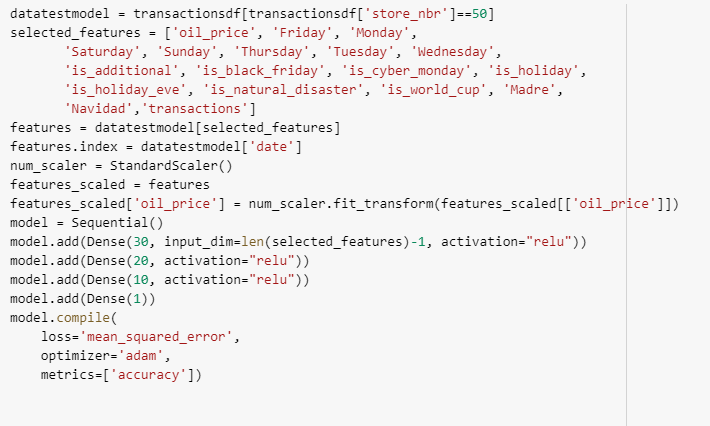 datatestmodel = transactionsdf[transactionsdf['store_nbr']==50]
selected_features = ['oil_price', 'Friday', 'Monday',
       'Saturday', 'Sunday', 'Thursday', 'Tuesday', 'Wednesday',
       'is_additional', 'is_black_friday', 'is_cyber_monday', 'is_holiday',
       'is_holiday_eve', 'is_natural_disaster', 'is_world_cup', 'Madre',
       'Navidad','transactions']
features = datatestmodel[selected_features]
features.index = datatestmodel['date']
num_scaler = StandardScaler()
features_scaled = features
features_scaled['oil_price'] = num_scaler.fit_transform(features_scaled[['oil_price']])
model = Sequential()
model.add(Dense(30, input_dim=len(selected_features)-1, activation="relu"))
model.add(Dense(20, activation="relu"))
model.add(Dense(10, activation="relu"))
model.add(Dense(1))
model.compile(
    loss='mean_squared_error',
    optimizer='adam',
    metrics=['accuracy'])